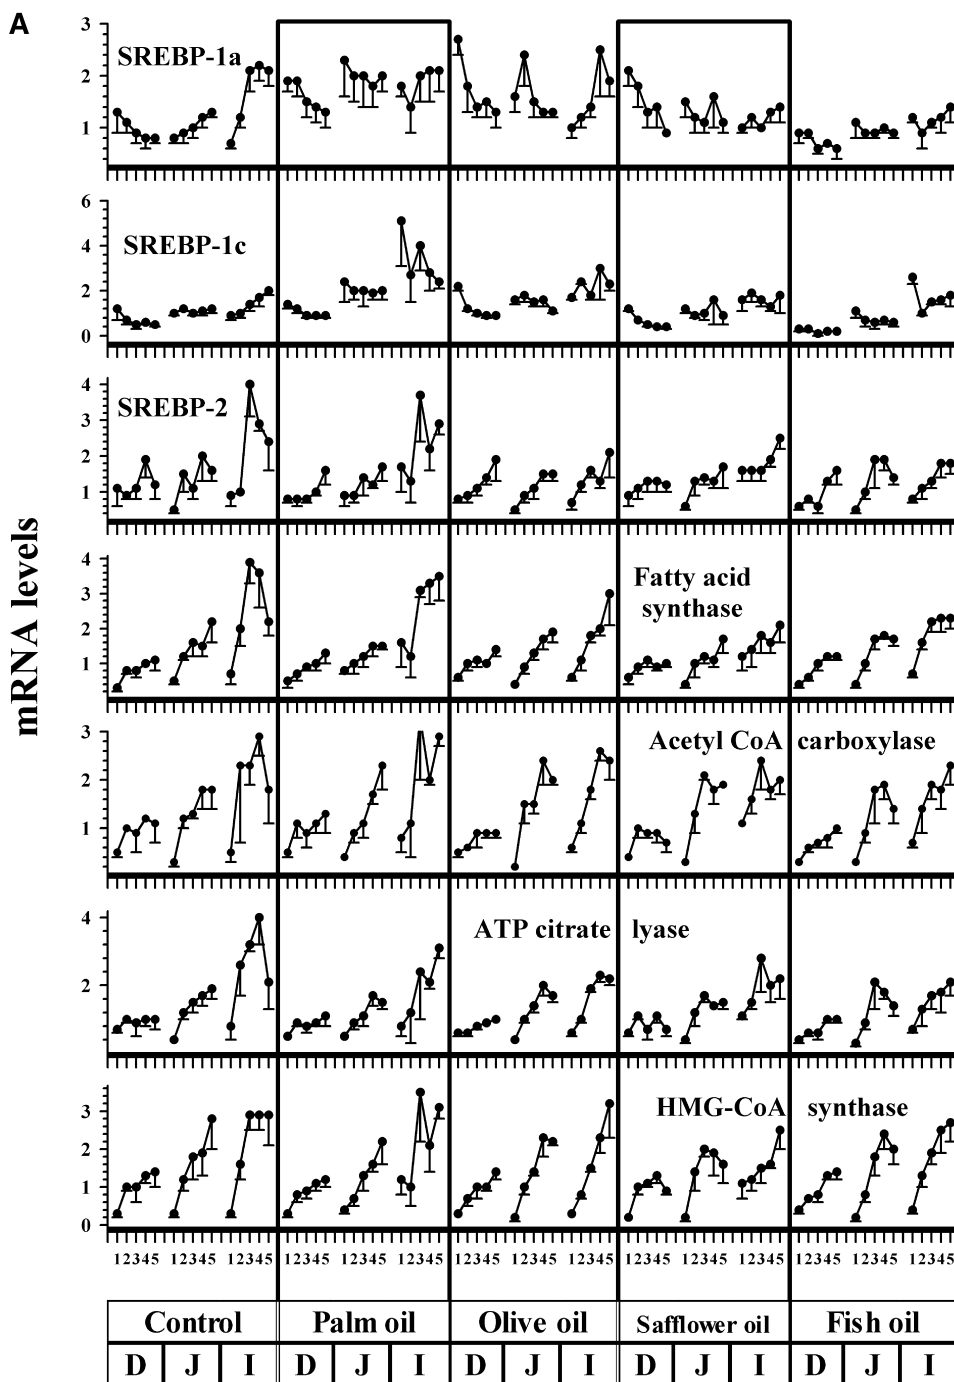 A
mRNA levels
3
SREBP-1a
2
1
6
SREBP-1c
4
2
0
4
SREBP-2
3
2
1
4
Fatty acid
synthase
3
2
1
3
Acetyl CoA carboxylase
2
1
4
ATP citrate lyase
2
3
HMG-CoA synthase
2
1
0
12345 12345 12345 12345 12345 12345 12345 12345 12345 12345 12345 12345 12345 12345 12345
Control Palm oil Olive oil Safflower oil Fish oil
D J I D J I D J I D J I D J I